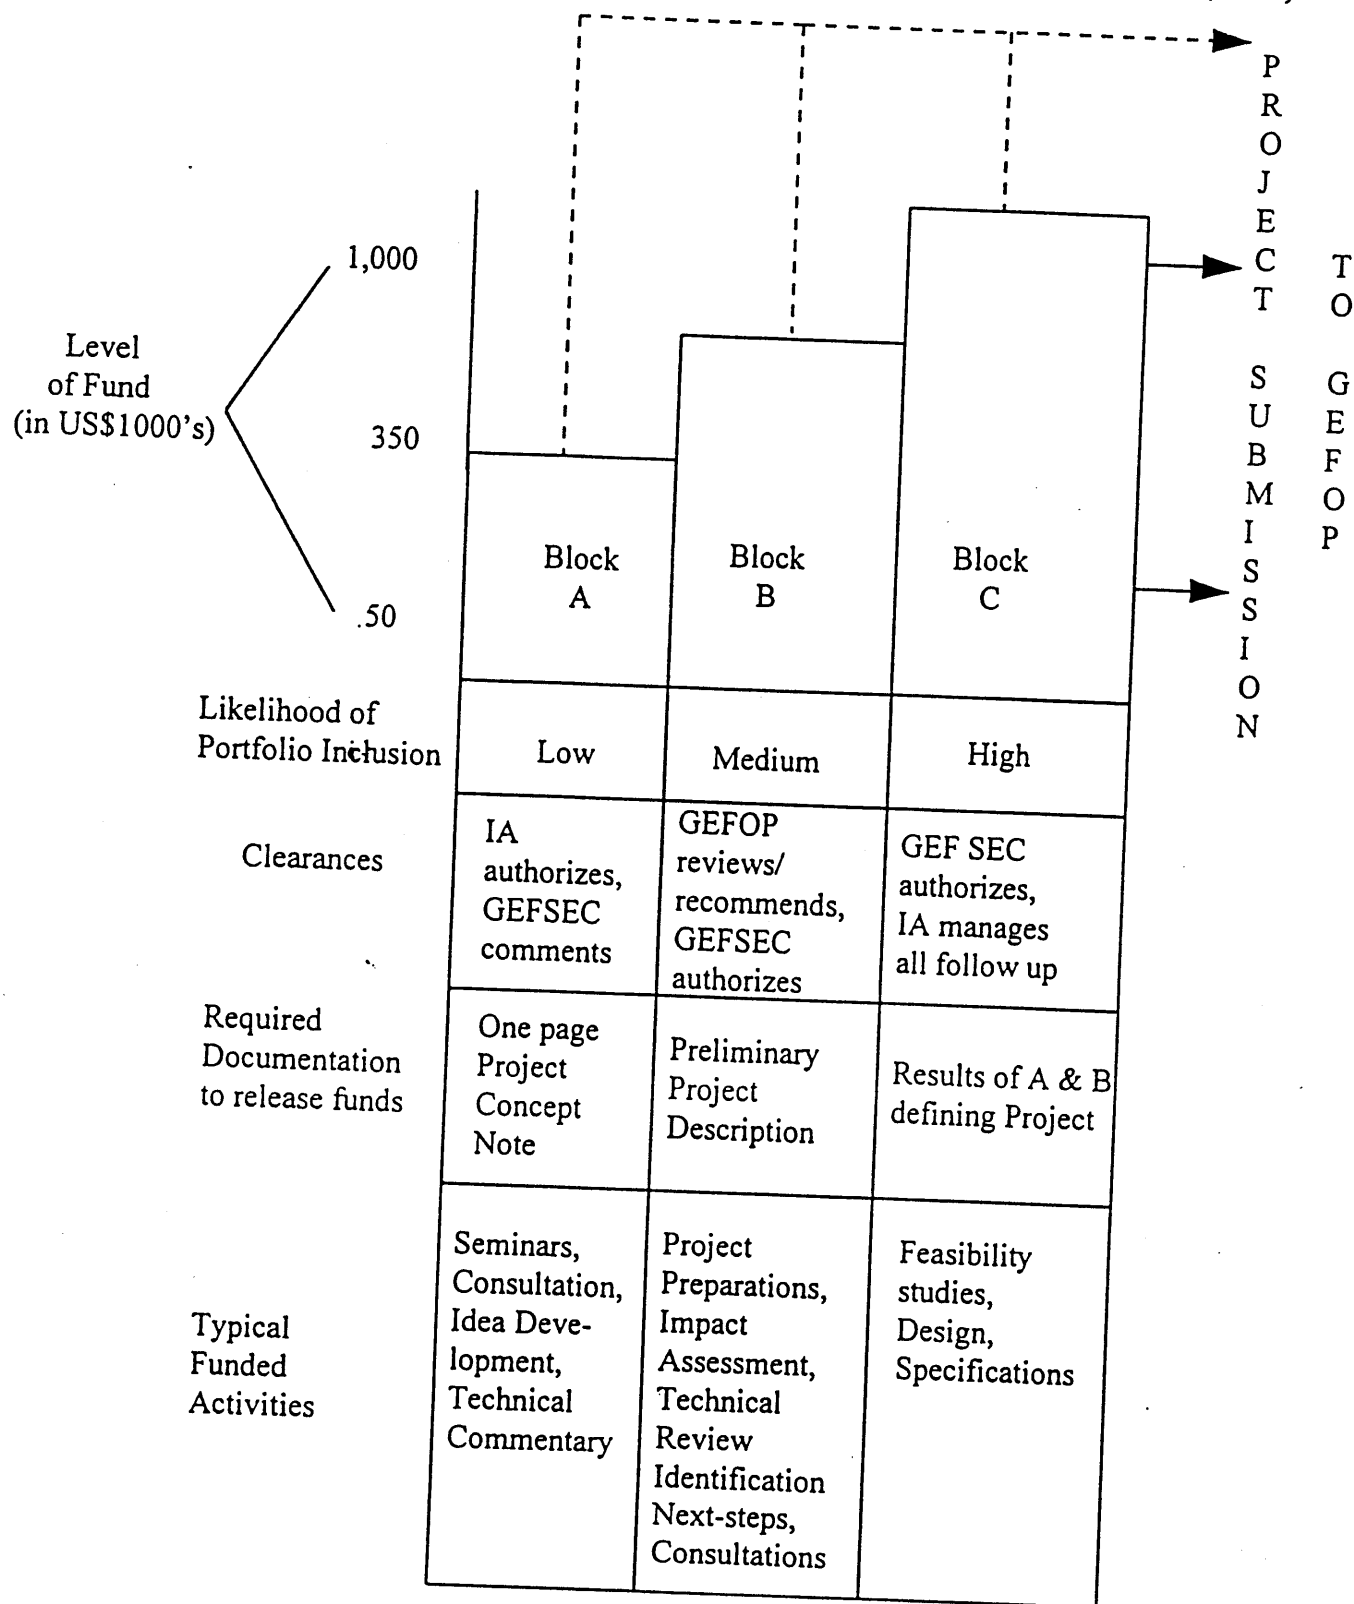 P
R
O
J
E
C
T
S
U
B
M
I
S
S
I
O
N
T
O
G
E
F
O
P
1,000
Level
of Fund
(in US$1000's)
350
.50
Block
A
Block
B
Block
C
Likelihood of
Portfolio Inclusion
Low
Medium
High
Clearances
IA
authorizes,
GEFSEC
comments
GEFOP
reviews/
recommends,
GEFSEC
authorizes
GEF SEC
authorizes,
IA manages
all follow up
Required
Documentation
to release funds
One page
Project
Concept
Note
Preliminary
Project
Description
Results of A & B
defining Project
Typical
Funded
Activities
Seminars,
Consultation,
Idea Deve-
lopment,
Technical
Commentary
Project
Preparations,
Impact
Assessment,
Technical
Review
Identification
Next-steps,
Consultations
Feasibility
studies,
Design,
Specifications